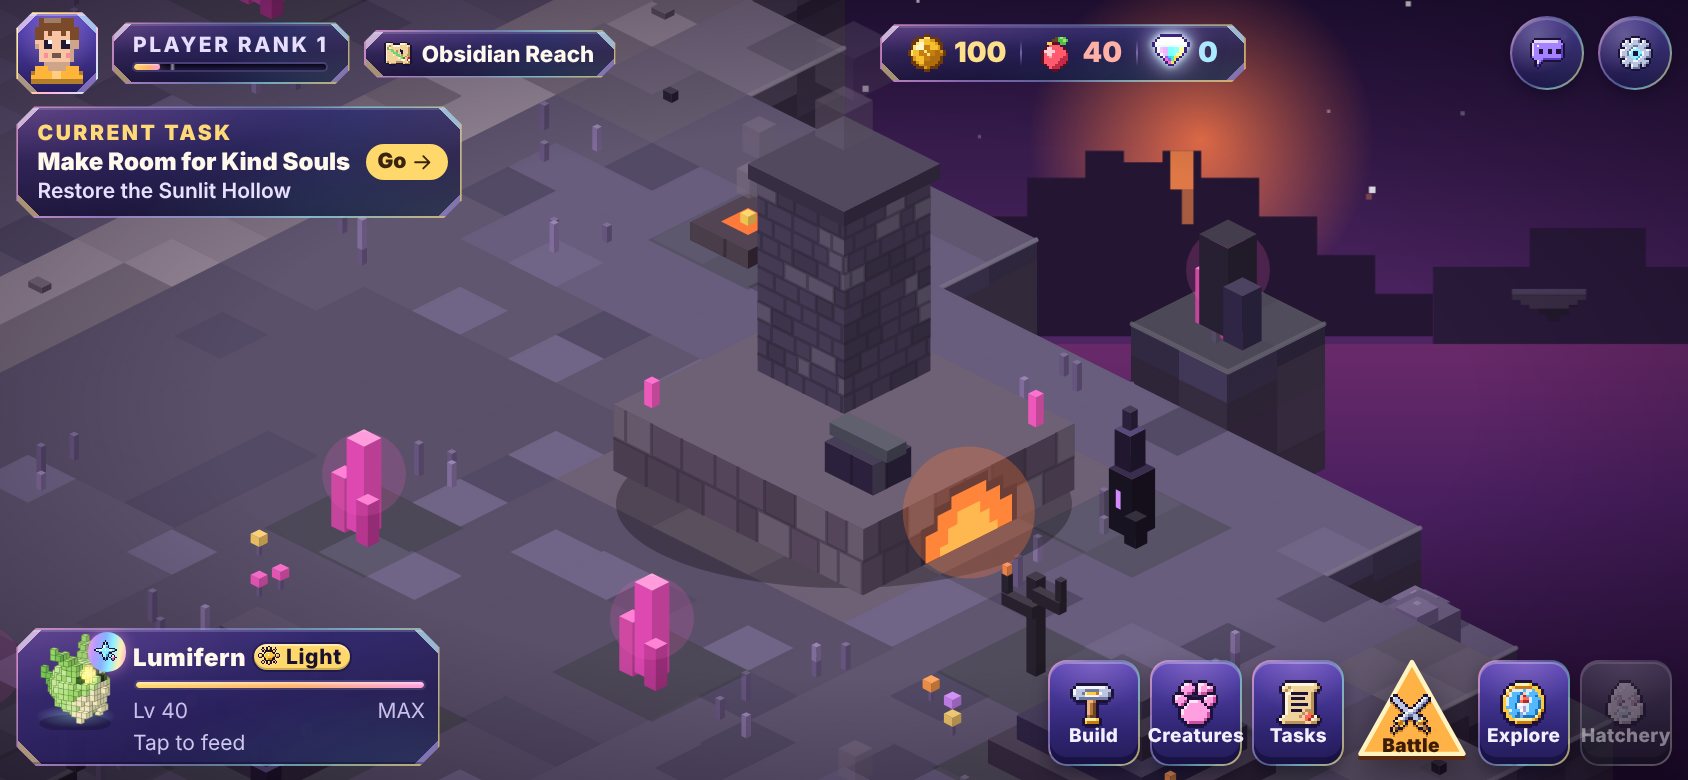 PLAYER RANK 1
Obsidian Reach
100
40
0
CURRENT TASK
Make Room for Kind Souls
Go →
Restore the Sunlit Hollow
Lumifern
Light
Lv 40
MAX
Tap to feed
Build
Creatures
Tasks
Battle
Explore
Hatchery